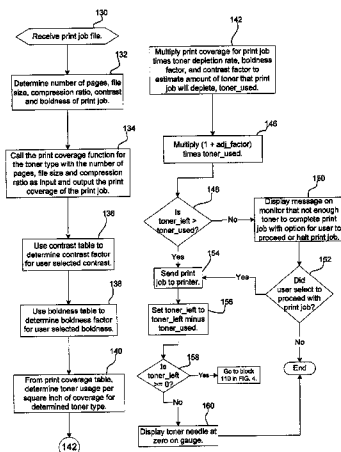 130
Receive print job file.
132
Determine number of pages, file
size, compression ratio, contrast
and boldness of print job.
134
Call the print coverage function for
the toner type with the number of
pages, file size and compression
ratio as input and output the print
coverage of the print job.
136
Use contrast table to
determine contrast factor for
user selected contrast.
138
Use boldness table to
determine boldness factor for
user selected boldness.
140
From print coverage table,
determine toner usage per
square inch of coverage for
determined toner type.
142
142
Multiply print coverage for print job
times toner depletion rate, boldness
factor, and contrast factor to
estimate amount of toner that print
job will deplete, toner_used.
146
Multiply (1 + adj_factor)
times toner_used.
148
Is
toner_left >
toner_used?
No
Yes
150
Display message on
monitor that not enough
toner to complete print
job with option for user to
proceed or halt print job.
152
Did
user select to
proceed with
print job?
Yes
No
End
154
Send print
job to printer.
156
Set toner_left to
toner_left minus
toner_used.
158
Is
toner_left
>= 0?
Yes
Go to block
110 in FIG. 4.
No
160
Display toner needle at
zero on gauge.